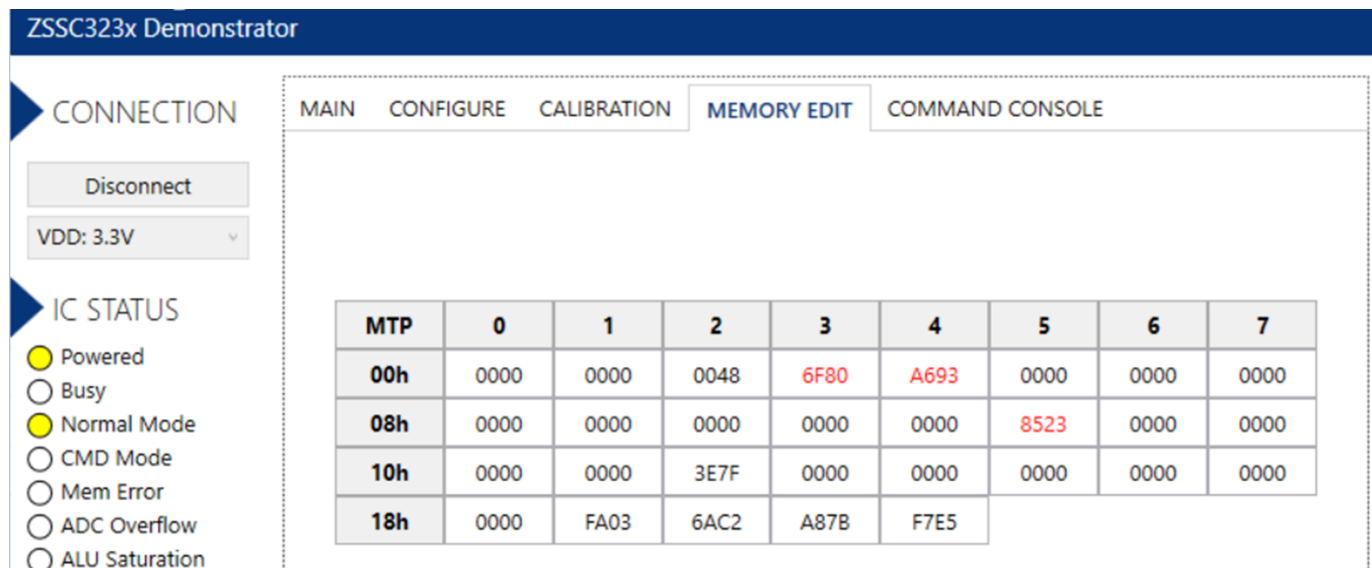 ZSSC323x Demonstrator
CONNECTION
Disconnect
VDD: 3.3V
IC STATUS
Powered
Busy
Normal Mode
CMD Mode
Mem Error
ADC Overflow
ALU Saturation
MAIN CONFIGURE CALIBRATION MEMORY EDIT COMMAND CONSOLE
MTP 0 1 2 3 4 5 6 7
00h 0000 0000 0048 6F80 A693 0000 0000 0000
08h 0000 0000 0000 0000 0000 8523 0000 0000
10h 0000 0000 3E7F 0000 0000 0000 0000 0000
18h 0000 FA03 6AC2 A87B F7E5